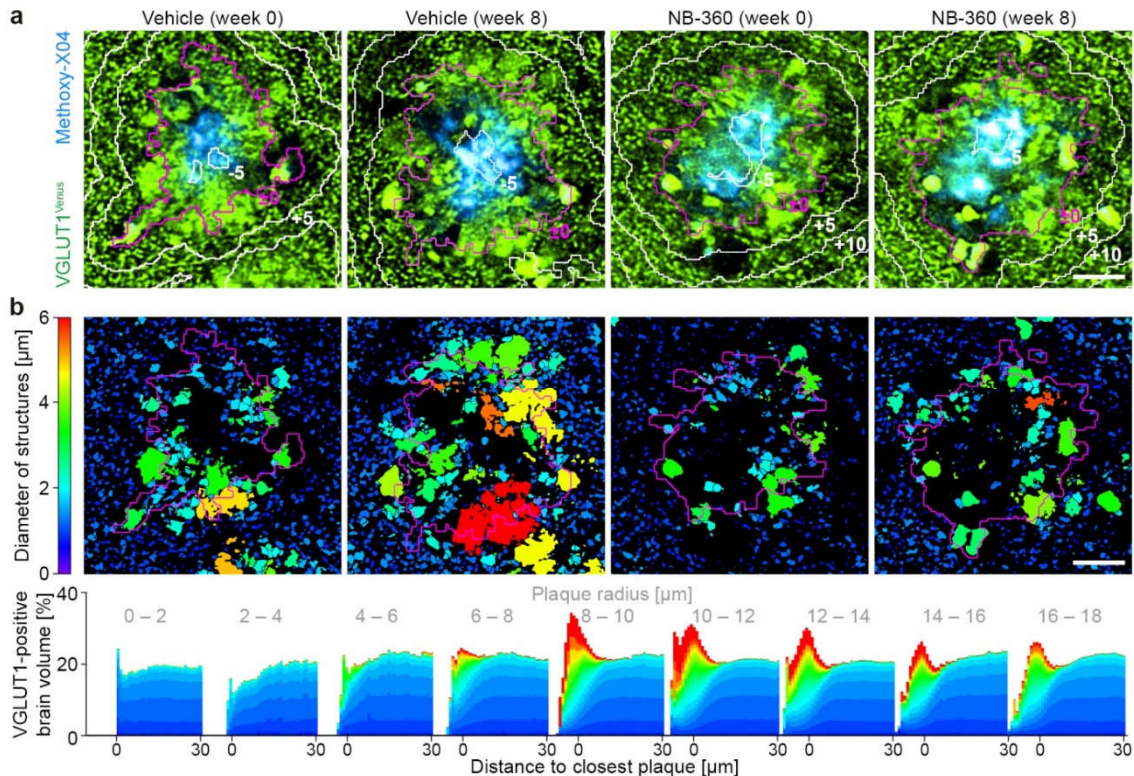 a
Vehicle (week 0)
Vehicle (week 8)
NB-360 (week 0)
NB-360 (week 8)
VGLUT1Venus
Methoxy-X04
-5
±0
+5
-5
±0
-5
±0
+5
+10
-5
±0
+5
+10
b
Diameter of structures [µm]
6
4
2
0
VGLUT1-positive
brain volume [%]
40
20
0
Plaque radius [µm]
0 – 2
2 – 4
4 – 6
6 – 8
8 – 10
10 – 12
12 – 14
14 – 16
16 – 18
0 30 0 30 0 30 0 30 0 30 0 30 0 30 0 30 0 30
Distance to closest plaque [µm]